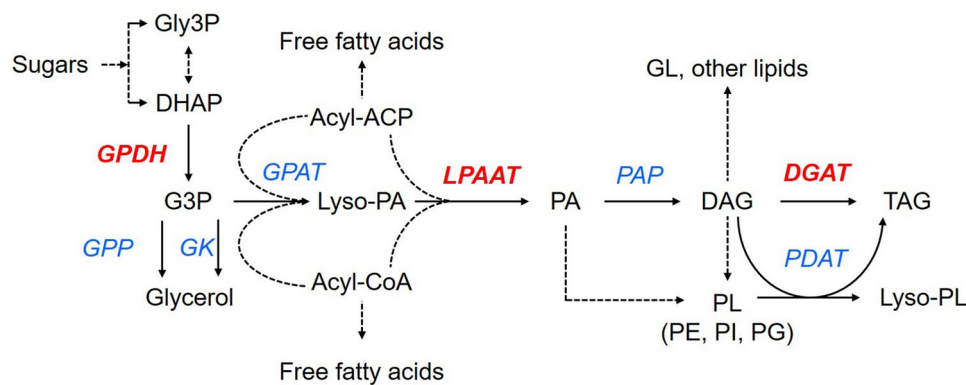 Gly3P
Free fatty acids
Sugars
GL, other lipids
DHAP
Acyl-ACP
GPDH
GPAT
LPAAT
PAP
DGAT
G3P
Lyso-PA
PA
DAG
TAG
GPP
GK
PDAT
Acyl-CoA
Glycerol
PL
Lyso-PL
(PE, PI, PG)
Free fatty acids